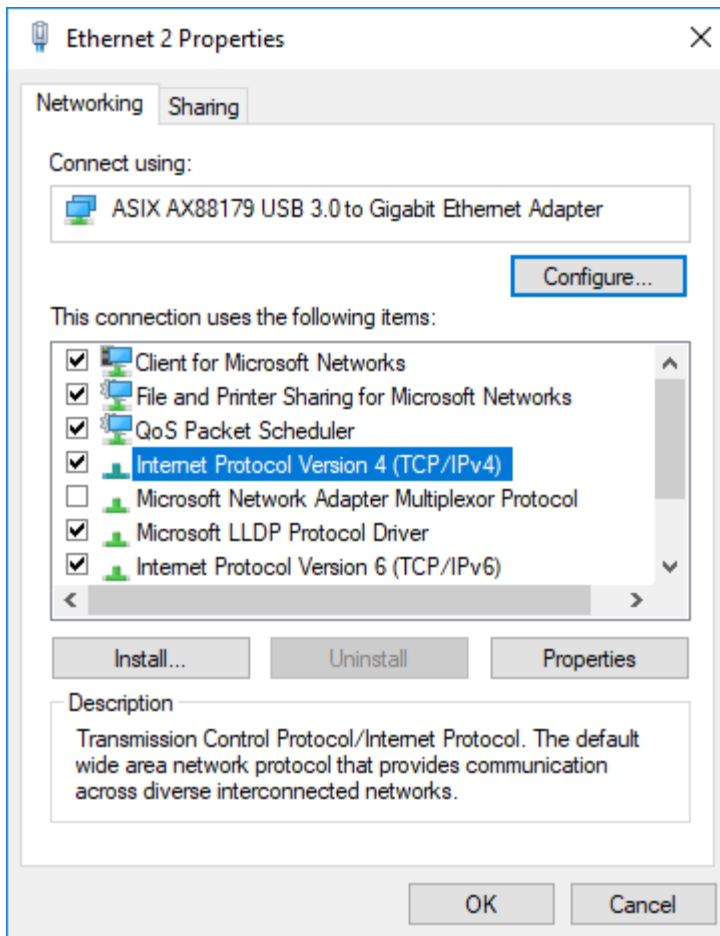 Ethernet 2 Properties
Networking
Sharing
Connect using:
ASIX AX88179 USB 3.0 to Gigabit Ethernet Adapter
Configure...
This connection uses the following items:
Client for Microsoft Networks
File and Printer Sharing for Microsoft Networks
QoS Packet Scheduler
Internet Protocol Version 4 (TCP/IPv4)
Microsoft Network Adapter Multiplexor Protocol
Microsoft LLDP Protocol Driver
Internet Protocol Version 6 (TCP/IPv6)
Install...
Uninstall
Properties
Description
Transmission Control Protocol/Internet Protocol. The default
wide area network protocol that provides communication
across diverse interconnected networks.
OK
Cancel